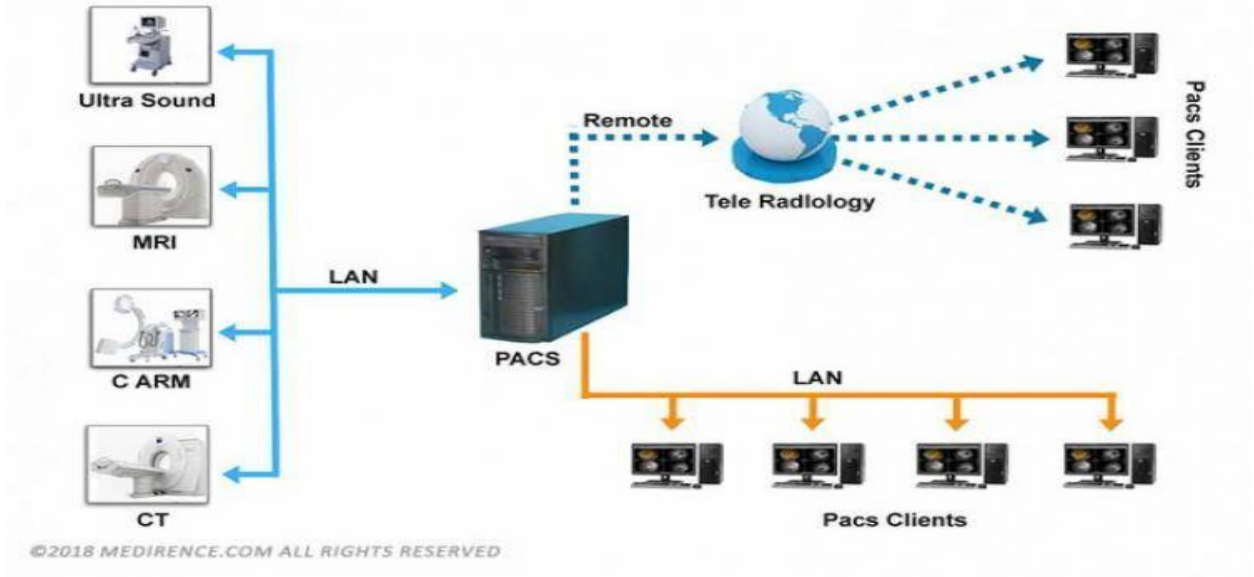 Ultra Sound
MRI
C ARM
CT
LAN
PACS
Remote
Tele Radlology
Pacs Clients
LAN
Pacs Clients
©2018 MEDIRENCE.COM ALL RIGHTS RESERVED